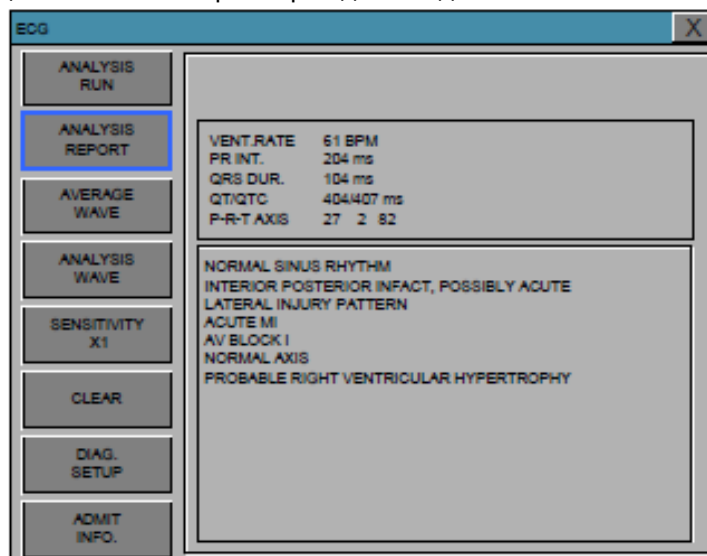 ECG
X
ANALYSIS
RUN
ANALYSIS
REPORT
AVERAGE
WAVE
ANALYSIS
WAVE
SENSITIVITY
X1
CLEAR
DIAG.
SETUP
ADMIT
INFO.
VENT.RATE 61 BPM
PR INT. 204 ms
QRS DUR. 104 ms
QT/QTC 404/407 ms
P-R-T AXIS 27 2 82
NORMAL SINUS RHYTHM
INTERIOR POSTERIOR INFACT, POSSIBLY ACUTE
LATERAL INJURY PATTERN
ACUTE MI
AV BLOCK I
NORMAL AXIS
PROBABLE RIGHT VENTRICULAR HYPERTROPHY